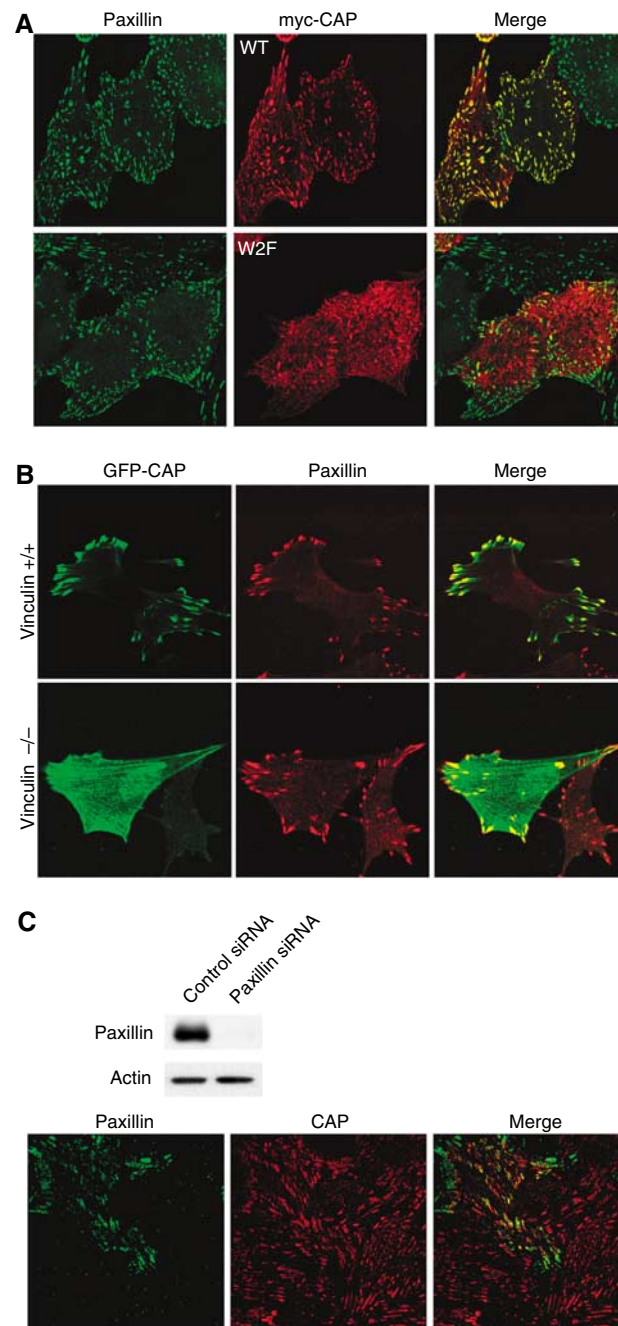 A
Paxillin myc-CAP Merge
WT
W2F
B
GFP-CAP Paxillin Merge
Vinculin +/+
Vinculin –/–
C
Control siRNA
Paxillin siRNA
Paxillin
Actin
Paxillin CAP Merge